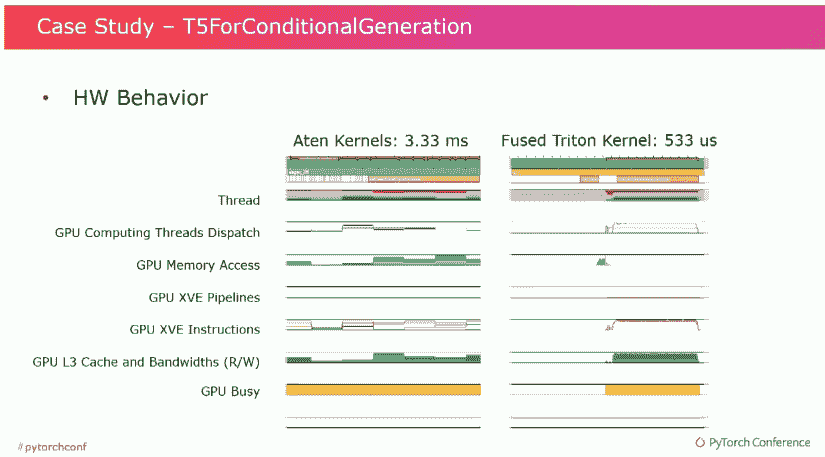 Case Study – T5ForConditionalGeneration
• HW Behavior
Aten Kernels: 3.33 ms
Fused Triton Kernel: 533 us
Thread
GPU Computing Threads Dispatch
GPU Memory Access
GPU XVE Pipelines
GPU XVE Instructions
GPU L3 Cache and Bandwidths (R/W)
GPU Busy
#pytorchconf
PyTorch Conference